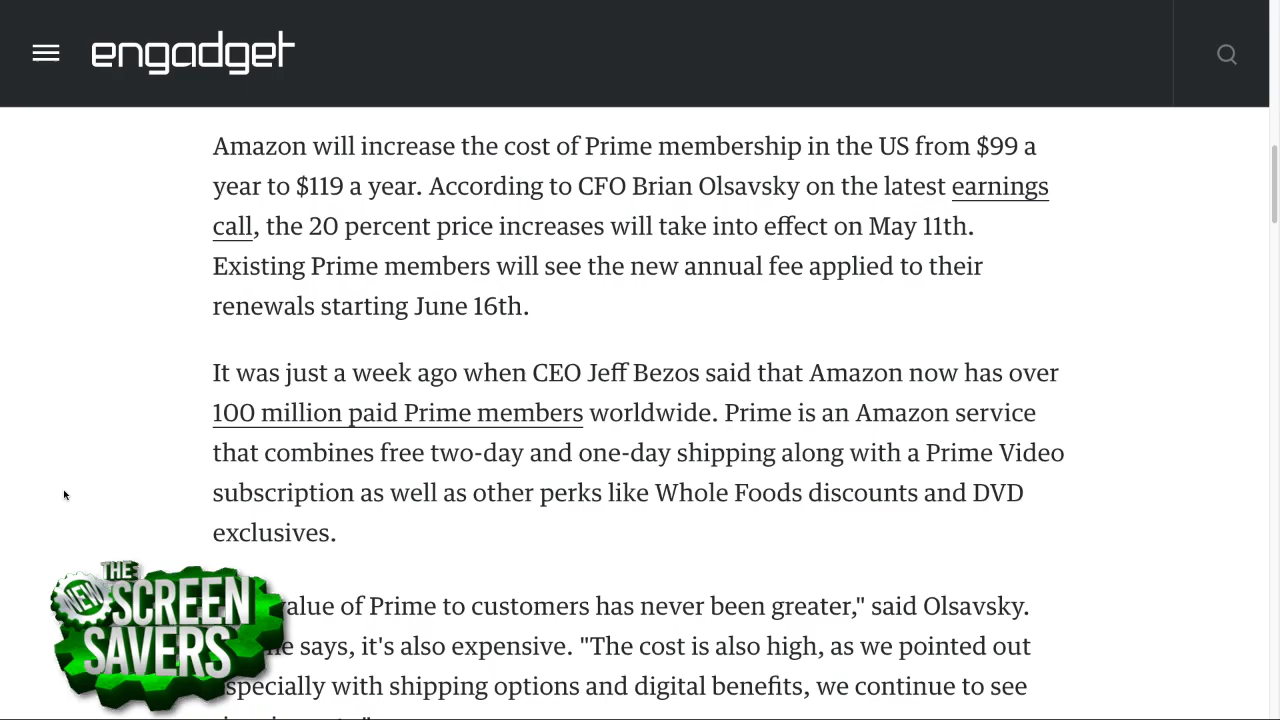 engadget
Amazon will increase the cost of Prime membership in the US from $99 a
year to $119 a year. According to CFO Brian Olsavsky on the latest earnings
call, the 20 percent price increases will take into effect on May 11th.
Existing Prime members will see the new annual fee applied to their
renewals starting June 16th.
It was just a week ago when CEO Jeff Bezos said that Amazon now has over
100 million paid Prime members worldwide. Prime is an Amazon service
that combines free two-day and one-day shipping along with a Prime Video
subscription as well as other perks like Whole Foods discounts and DVD
exclusives.
of Prime to customers has never been greater," said Olsavsky.
says, it's also expensive. "The cost is also high, as we pointed out
specially with shipping options and digital benefits, we continue to see
THE
NEW SCREEN
SAVERS